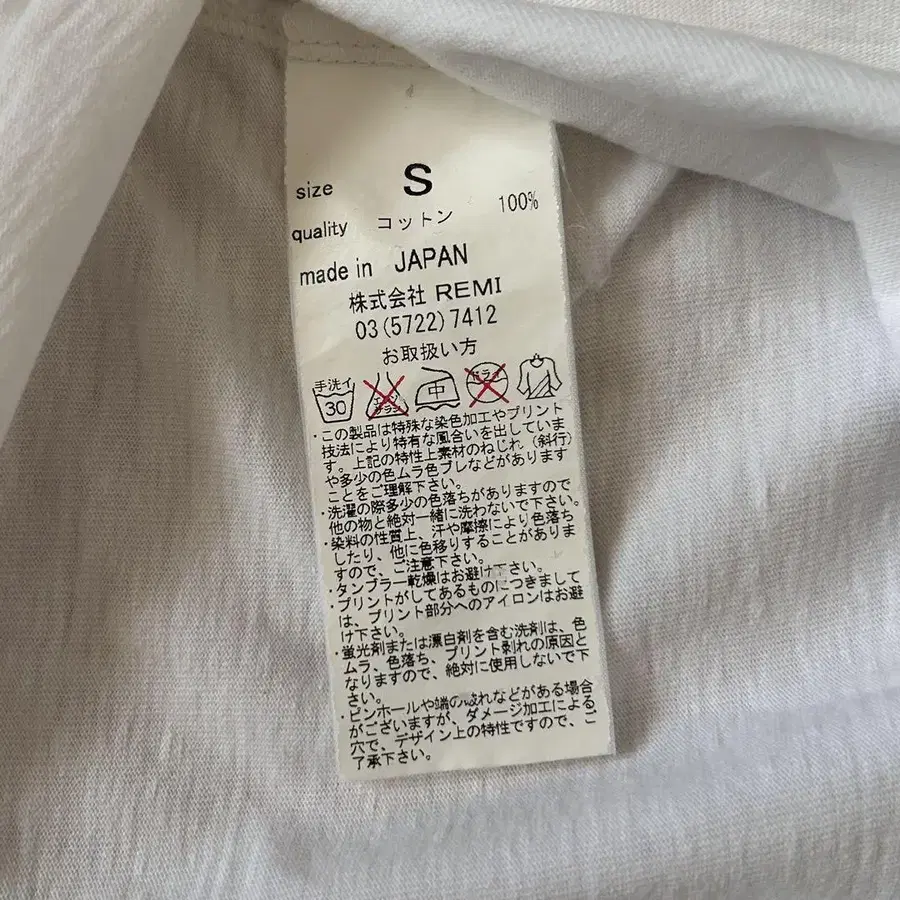 size S
quality コットン 100%
made in JAPAN
株式会社 REMI
03(5722)7412
お取扱い方
手洗イ
30
エンソ
サラシ
中
ドライ
・この製品は特殊な染色加工やプリント
技法により特有な風合いを出していま
す。上記の特性上素材のねじれ（斜行）
や多少の色ムラ色ブレなどがあります
ことをご理解下さい。
・洗濯の際多少の色落ちがありますので
他の物と絶対一緒に洗わないで下さい。
・染料の性質上、汗や摩擦により色落ち
したり、他に色移りすることがありま
すので、ご注意下さい。
・タンブラー乾燥はお避け下さい。
・プリントがしてあるものにつきまして
は、プリント部分へのアイロンはお避
け下さい。
・蛍光剤または漂白剤を含む洗剤は、色
ムラ、色落ち、プリント剥れの原因と
なりますので、絶対に使用しないで下
さい。
・ピンホールや端の破れなどがある場合
がございますが、ダメージ加工によるご
穴で、デザイン上の特性ですので、ご
了承下さい。